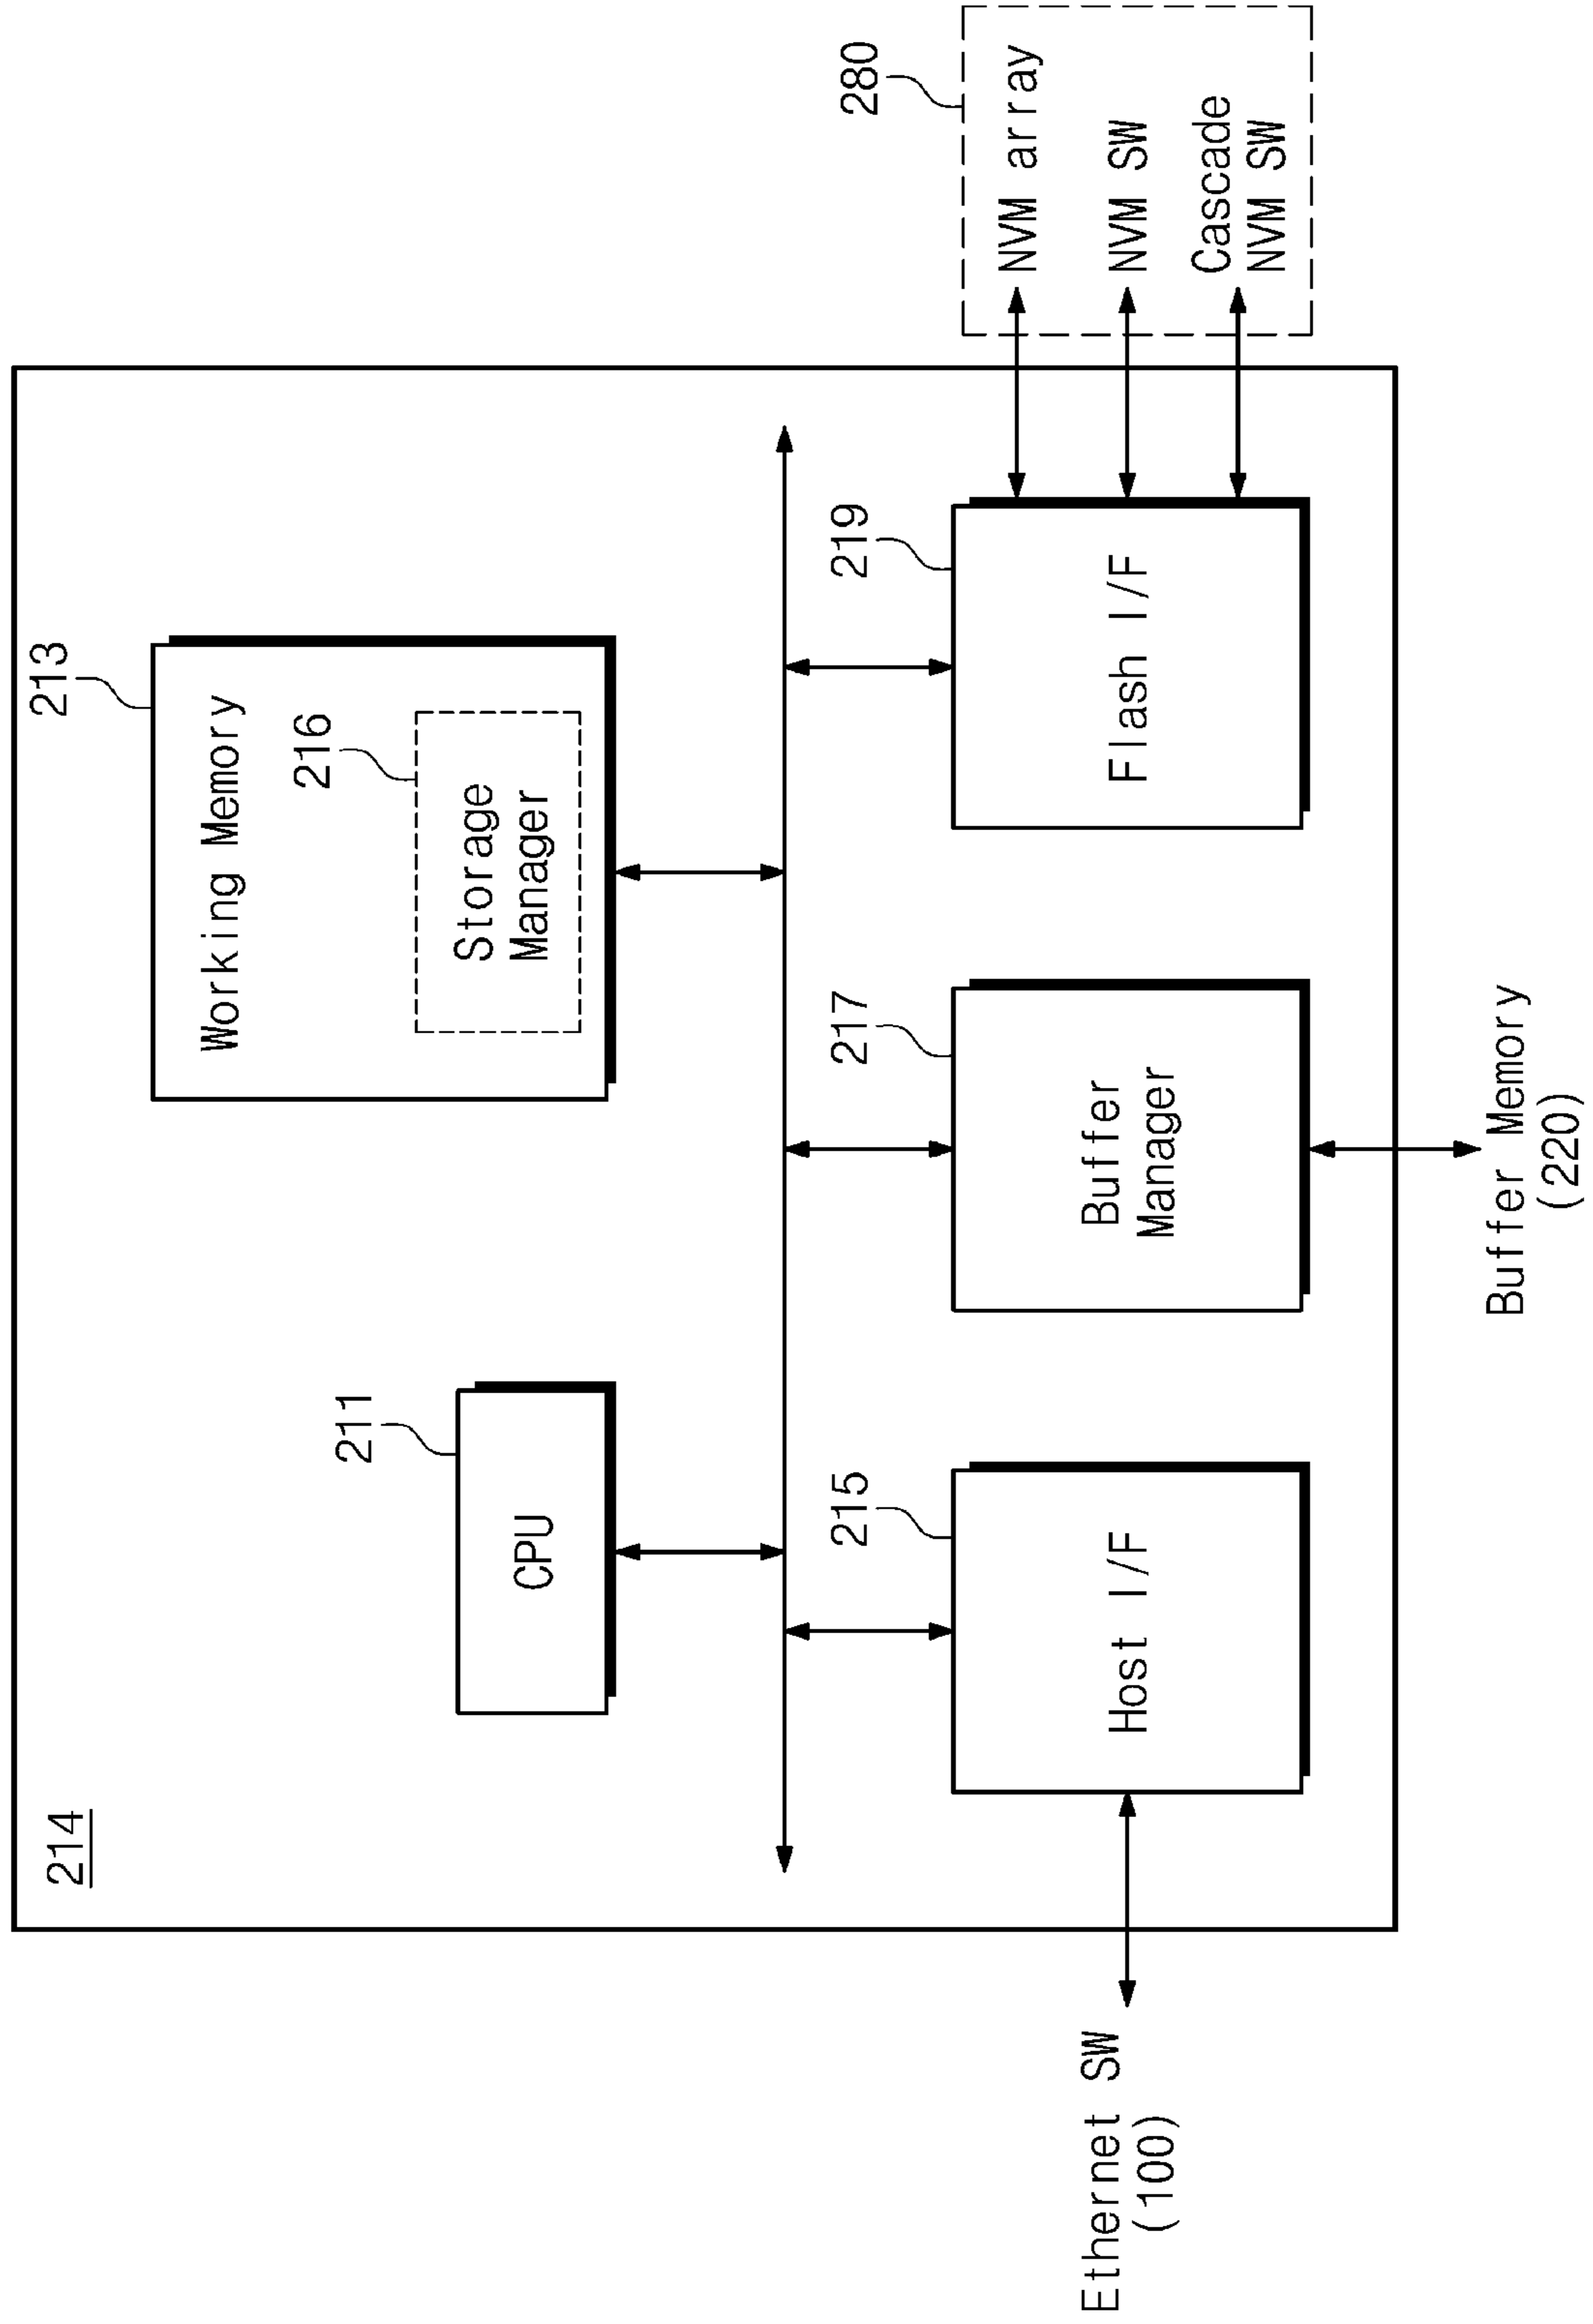 214
213
Working Memory
216
Storage
Manager
211
CPU
215
Host I/F
217
Buffer
Manager
219
Flash I/F
280
NVM array
NVM SW
Cascade
NVM SW
Ethernet SW
(100)
Buffer Memory
(220)